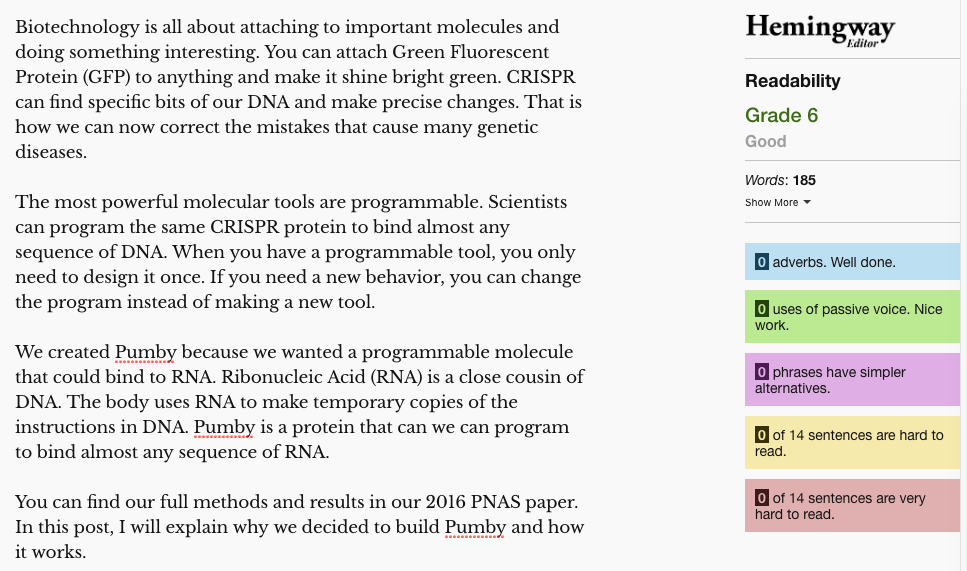 Biotechnology is all about attaching to important molecules and
doing something interesting. You can attach Green Fluorescent
Protein (GFP) to anything and make it shine bright green. CRISPR
can find specific bits of our DNA and make precise changes. That is
how we can now correct the mistakes that cause many genetic
diseases.
The most powerful molecular tools are programmable. Scientists
can program the same CRISPR protein to bind almost any
sequence of DNA. When you have a programmable tool, you only
need to design it once. If you need a new behavior, you can change
the program instead of making a new tool.
We created Pumby because we wanted a programmable molecule
that could bind to RNA. Ribonucleic Acid (RNA) is a close cousin of
DNA. The body uses RNA to make temporary copies of the
instructions in DNA. Pumby is a protein that can we can program
to bind almost any sequence of RNA.
You can find our full methods and results in our 2016 PNAS paper.
In this post, I will explain why we decided to build Pumby and how
it works.
Hemingway
Editor
Readability
Grade 6
Good
Words: 185
Show More
0 adverbs. Well done.
0 uses of passive voice. Nice
work.
0 phrases have simpler
alternatives.
0 of 14 sentences are hard to
read.
0 of 14 sentences are very
hard to read.